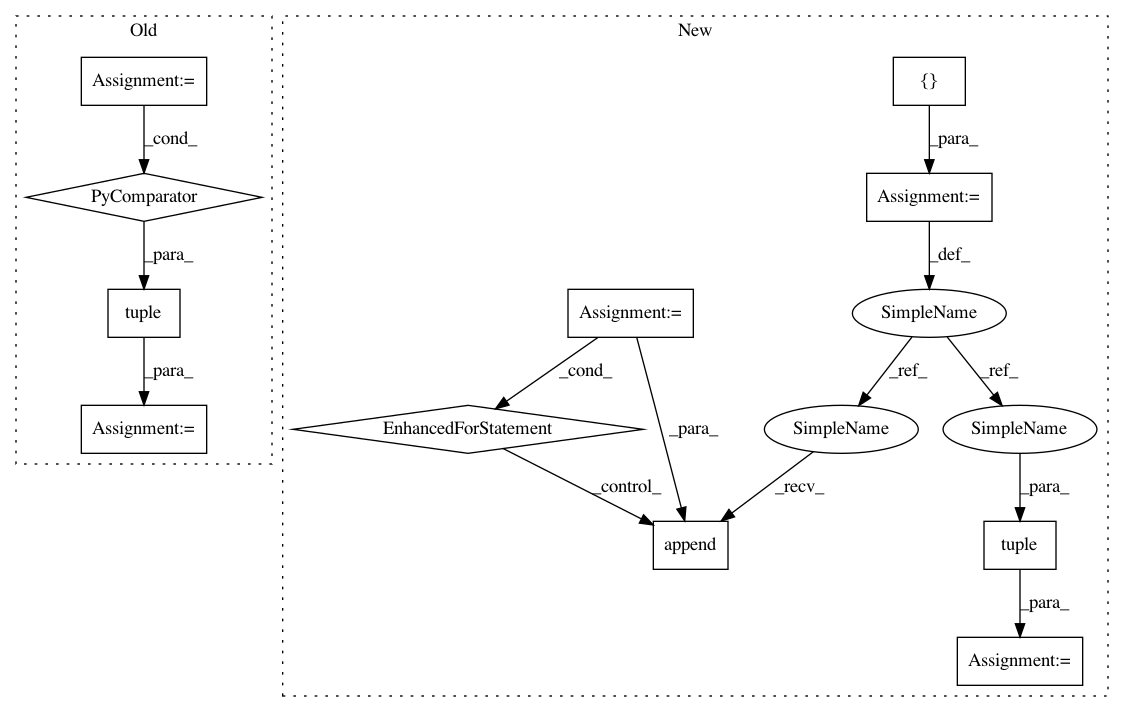 Old
New
Assignment:=
{}
_cond_
_para_
PyComparator
Assignment:=
_para_
_def_
tuple
Assignment:=
SimpleName
_para_
_cond_
_ref_
_ref_
Assignment:=
EnhancedForStatement
_para_
SimpleName
SimpleName
_control_
_recv_
_para_
append
tuple
_para_
Assignment:=